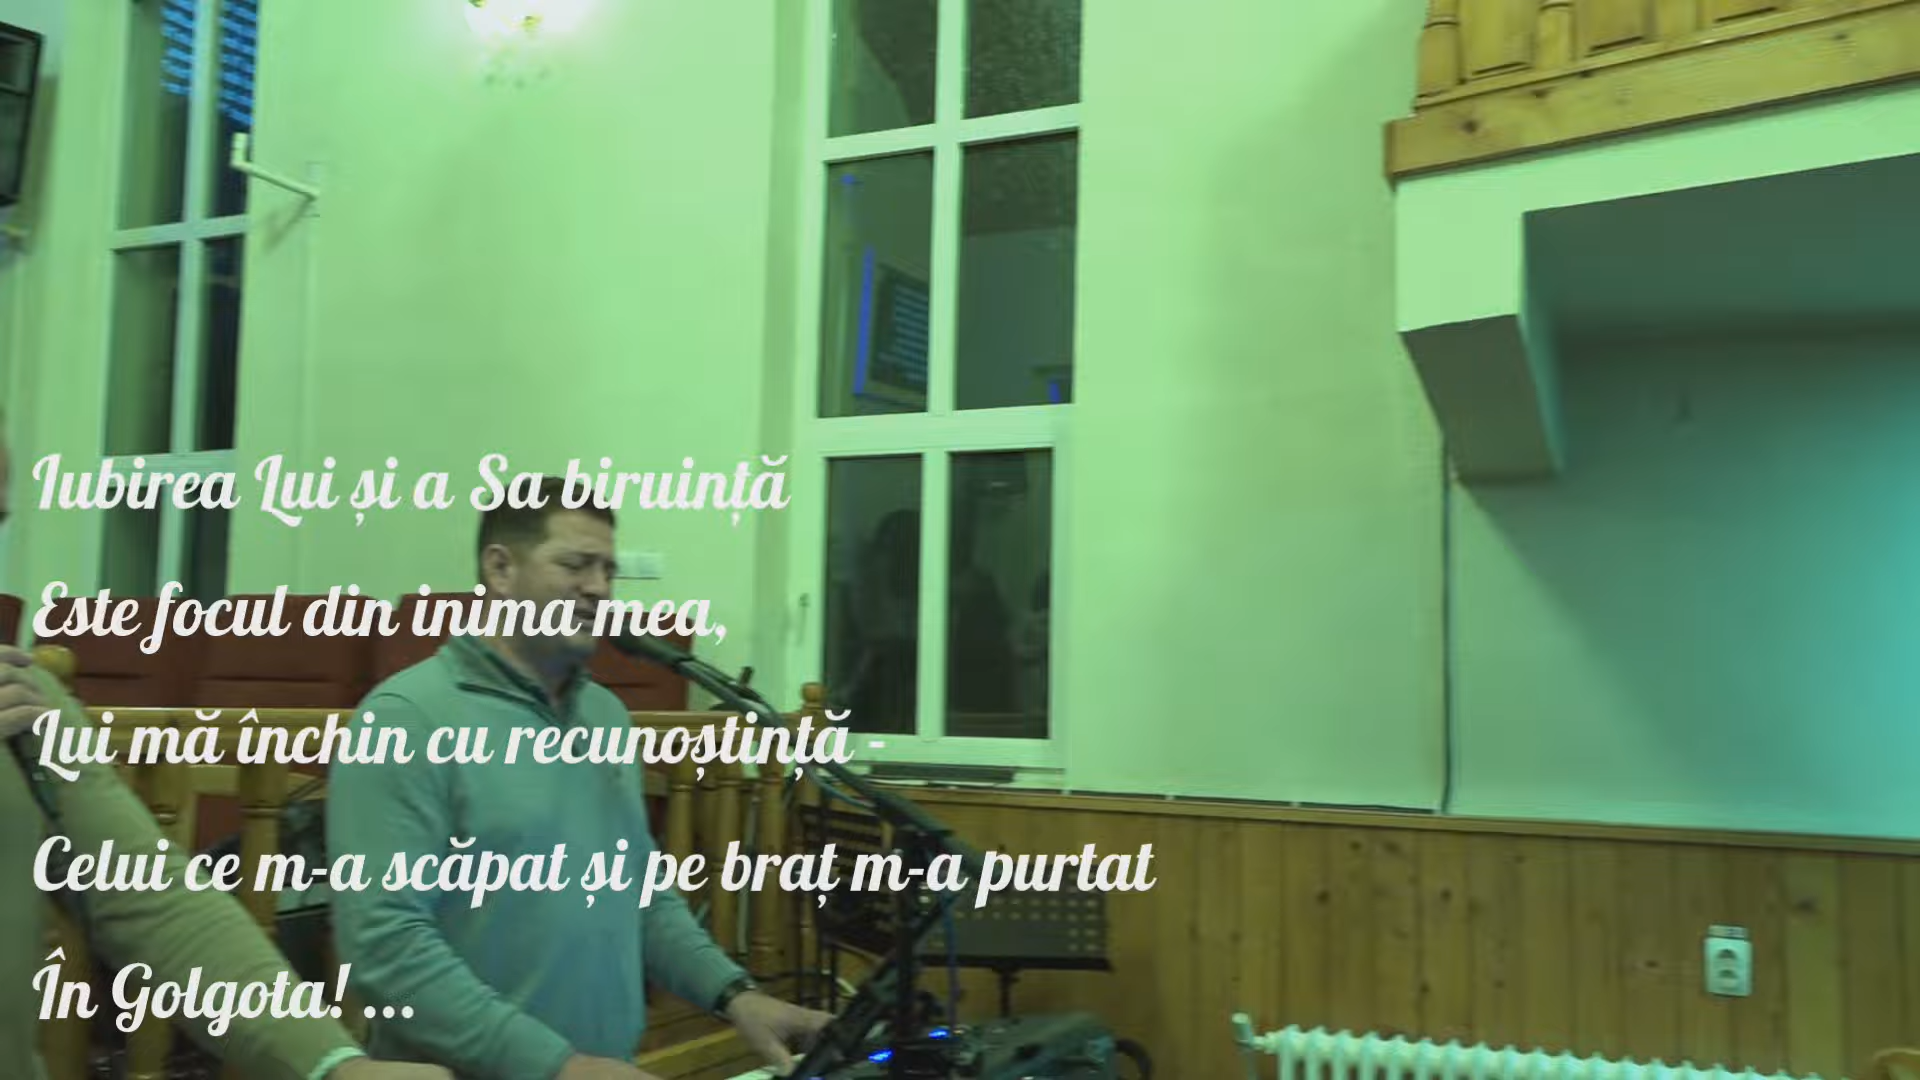 Iubirea Lui și a Sa biruință
Este focul din inima mea,
Lui mă închin cu recunoștință -
Celui ce m-a scăpat și pe braț m-a purtat
În Golgota! ...